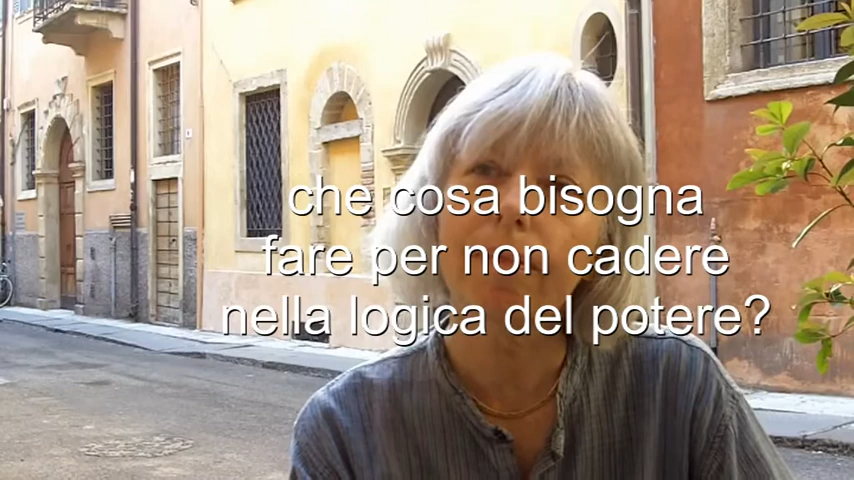 che cosa bisogna
fare per non cadere
nella logica del potere?